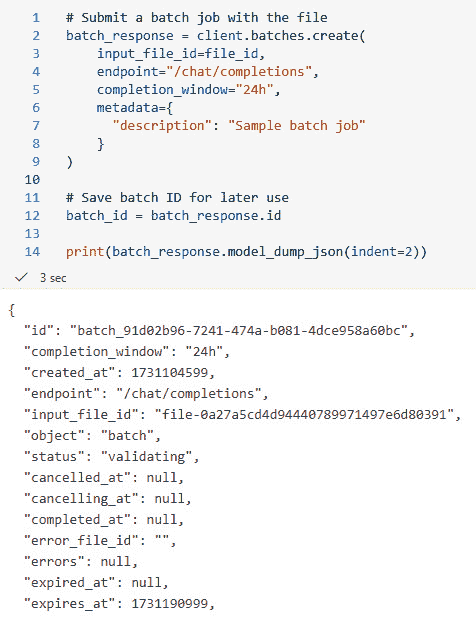 1 # Submit a batch job with the file
2 batch_response = client.batches.create(
3     input_file_id=file_id,
4     endpoint="/chat/completions",
5     completion_window="24h",
6     metadata={
7       "description": "Sample batch job"
8     }
9 )
10
11 # Save batch ID for later use
12 batch_id = batch_response.id
13
14 print(batch_response.model_dump_json(indent=2))
✓ 3 sec
{
  "id": "batch_91d02b96-7241-474a-b081-4dce958a60bc",
  "completion_window": "24h",
  "created_at": 1731104599,
  "endpoint": "/chat/completions",
  "input_file_id": "file-0a27a5cd4d94440789971497e6d80391",
  "object": "batch",
  "status": "validating",
  "cancelled_at": null,
  "cancelling_at": null,
  "completed_at": null,
  "error_file_id": "",
  "errors": null,
  "expired_at": null,
  "expires_at": 1731190999,